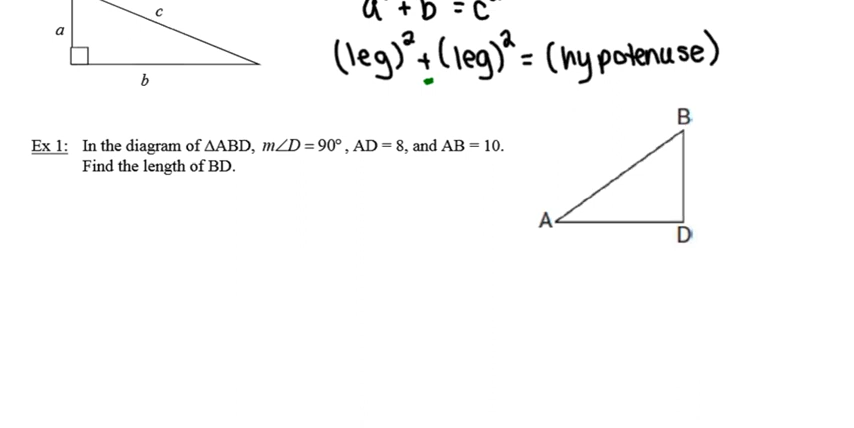 c
a² + b² = c²
a
(leg)² + (leg)² = (hypotenuse)
b
B
Ex 1: In the diagram of ΔABD, m∠D = 90°, AD = 8, and AB = 10.
Find the length of BD.
A
D